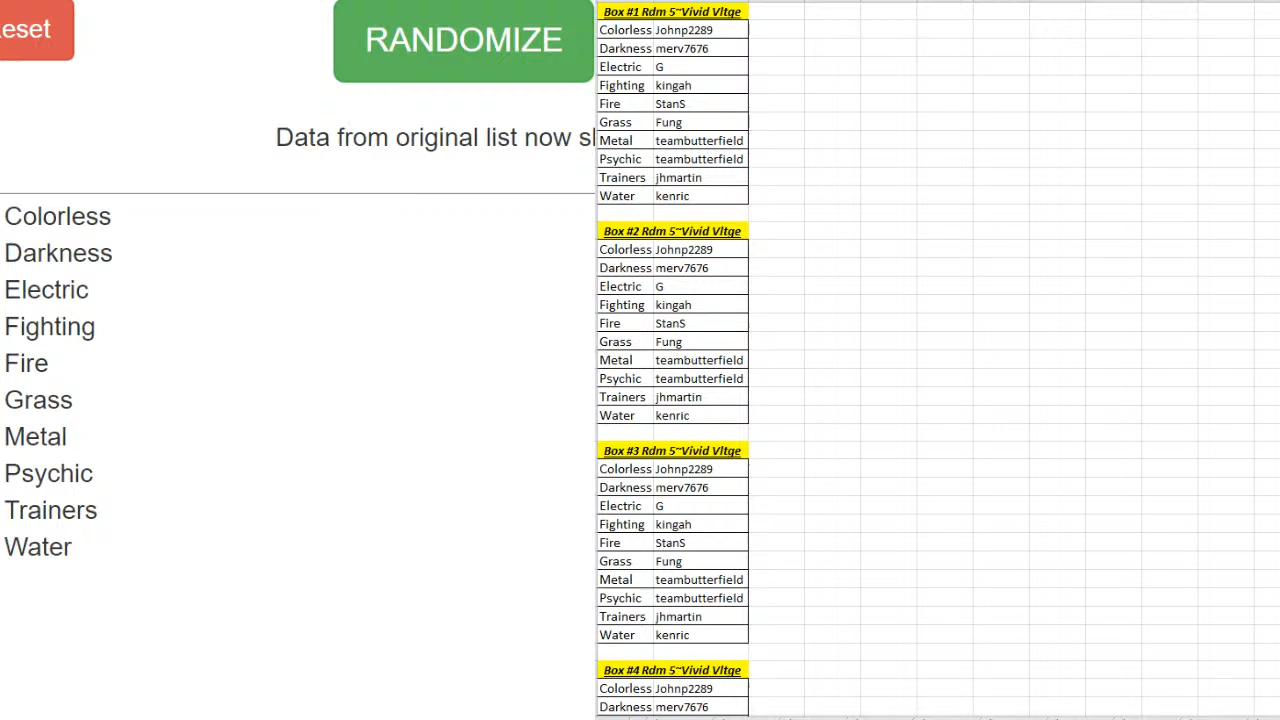 eset
RANDOMIZE
Data from original list now sl
Colorless
Darkness
Electric
Fighting
Fire
Grass
Metal
Psychic
Trainers
Water
Box #1 Rdm 5~Vivid Vltge
Colorless Johnp2289
Darkness merv7676
Electric G
Fighting kingah
Fire StanS
Grass Fung
Metal teambutterfield
Psychic teambutterfield
Trainers jhmartin
Water kenric
Box #2 Rdm 5~Vivid Vltge
Colorless Johnp2289
Darkness merv7676
Electric G
Fighting kingah
Fire StanS
Grass Fung
Metal teambutterfield
Psychic teambutterfield
Trainers jhmartin
Water kenric
Box #3 Rdm 5~Vivid Vltge
Colorless Johnp2289
Darkness merv7676
Electric G
Fighting kingah
Fire StanS
Grass Fung
Metal teambutterfield
Psychic teambutterfield
Trainers jhmartin
Water kenric
Box #4 Rdm 5~Vivid Vltge
Colorless Johnp2289
Darkness merv7676